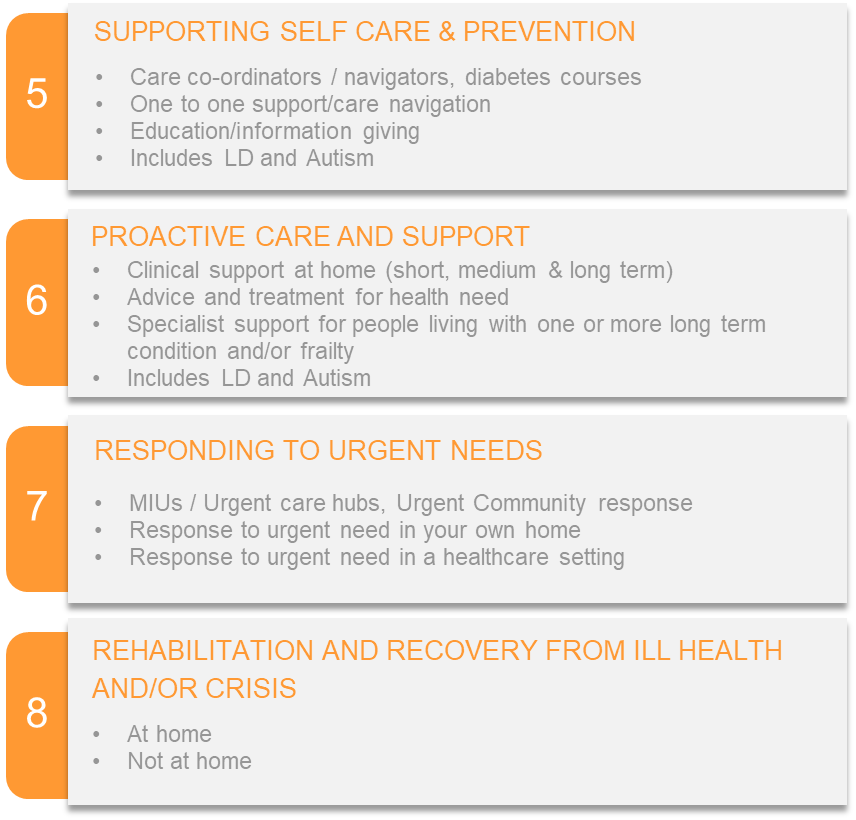 5
SUPPORTING SELF CARE & PREVENTION
• Care co-ordinators / navigators, diabetes courses
• One to one support/care navigation
• Education/information giving
• Includes LD and Autism
6
PROACTIVE CARE AND SUPPORT
• Clinical support at home (short, medium & long term)
• Advice and treatment for health need
• Specialist support for people living with one or more long term
condition and/or frailty
• Includes LD and Autism
7
RESPONDING TO URGENT NEEDS
• MIUs / Urgent care hubs, Urgent Community response
• Response to urgent need in your own home
• Response to urgent need in a healthcare setting
8
REHABILITATION AND RECOVERY FROM ILL HEALTH
AND/OR CRISIS
• At home
• Not at home